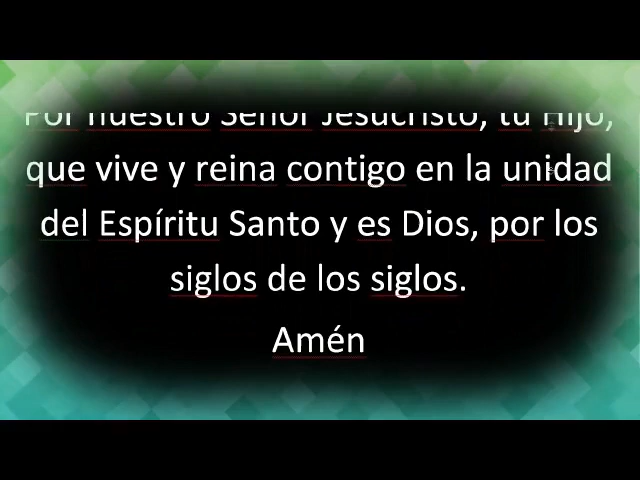 Por nuestro Señor Jesucristo, tu Hijo,
que vive y reina contigo en la unidad
del Espíritu Santo y es Dios, por los
siglos de los siglos.
Amén